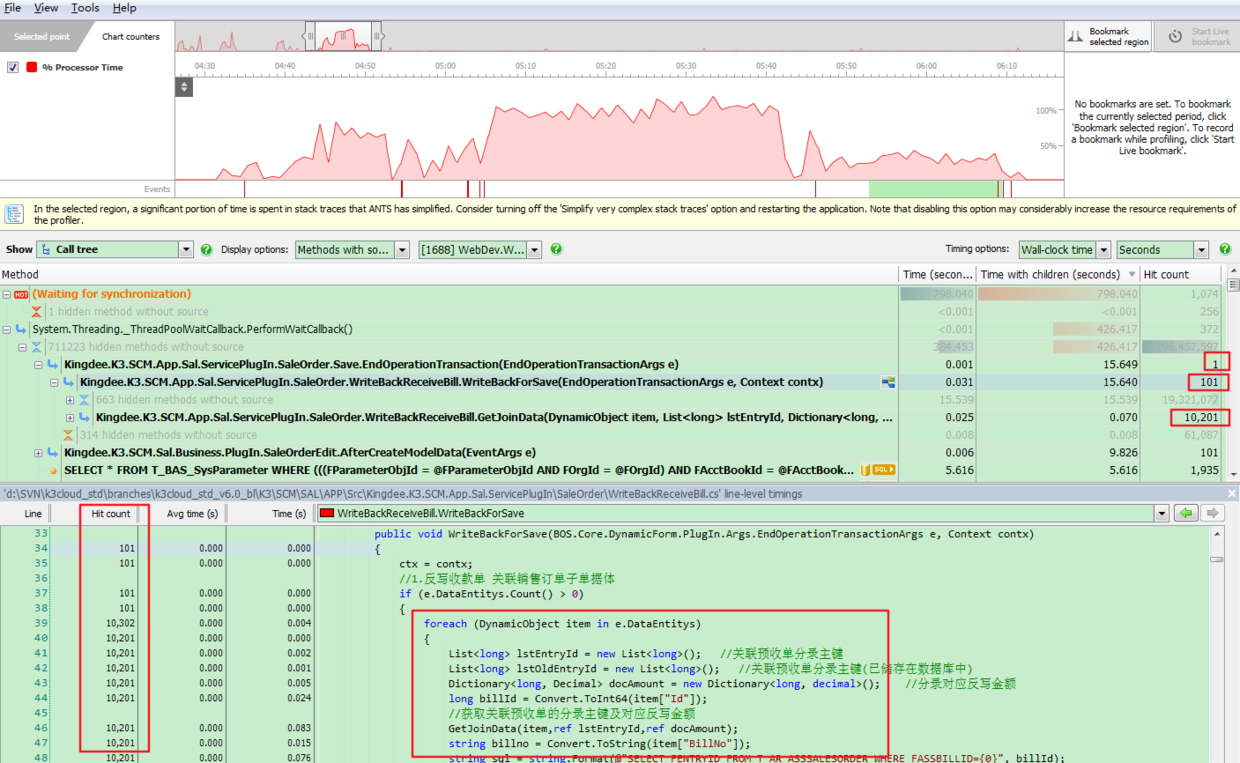 File View Tools Help
Selected point Chart counters
Bookmark selected region
Start Live bookmark
% Processor Time
04:30 04:40 04:50 05:00 05:10 05:20 05:30 05:40 05:50 06:00 06:10
100%
50%
No bookmarks are set. To bookmark
the currently selected period, click
'Bookmark selected region'. To record
a bookmark while profiling, click 'Start
Live bookmark'.
Events
In the selected region, a significant portion of time is spent in stack traces that ANTS has simplified. Consider turning off the 'Simplify very complex stack traces' option and restarting the application. Note that disabling this option may considerably increase the resource requirements of
the profiler.
Show Call tree Display options: Methods with so... [1688] WebDev.W... Timing options: Wall-clock time Seconds
Method Time (secon... Time with children (seconds) Hit count
HOT (Waiting for synchronization) 798.040 798.040 1,074
1 hidden method without source <0.001 <0.001 256
System.Threading._ThreadPoolWaitCallback.PerformWaitCallback() <0.001 426.417 372
711223 hidden methods without source 384.453 426.417 196,457,597
Kingdee.K3.SCM.App.Sal.ServicePlugIn.SaleOrder.Save.EndOperationTransaction(EndOperationTransactionArgs e) 0.001 15.649 1
Kingdee.K3.SCM.App.Sal.ServicePlugIn.SaleOrder.WriteBackReceiveBill.WriteBackForSave(EndOperationTransactionArgs e, Context contx) 0.031 15.640 101
663 hidden methods without source 15.539 15.539 19,321,077
Kingdee.K3.SCM.App.Sal.ServicePlugIn.SaleOrder.WriteBackReceiveBill.GetJoinData(DynamicObject item, List<long> lstEntryId, Dictionary<long, ... 0.025 0.070 10,201
314 hidden methods without source 0.008 0.008 61,087
Kingdee.K3.SCM.Sal.Business.PlugIn.SaleOrderEdit.AfterCreateModelData(EventArgs e) 0.006 9.826 101
SELECT * FROM T_BAS_SysParameter WHERE (((FParameterObjId = @FParameterObjId AND FOrgId = @FOrgId) AND FAcctBookId = @FAcctBook... SQL 5.616 5.616 1,935
'd:\SVN\k3cloud_std\branches\k3cloud_std_v6.0_bf\K3\SCM\SAL\APP\Src\Kingdee.K3.SCM.App.Sal.ServicePlugIn\SaleOrder\WriteBackReceiveBill.cs' line-level timings
Line Hit count Avg time (s) Time (s) WriteBackReceiveBill.WriteBackForSave
33 public void WriteBackForSave(BOS.Core.DynamicForm.PlugIn.Args.EndOperationTransactionArgs e, Context contx)
34 101 0.000 0.000 {
35 101 0.000 0.000 ctx = contx;
36 //1.反写收款单 关联销售订单子单据体
37 101 0.000 0.000 if (e.DataEntitys.Count() > 0)
38 101 0.000 0.000 {
39 10,302 0.000 0.004 foreach (DynamicObject item in e.DataEntitys)
40 10,201 0.000 0.000 {
41 10,201 0.000 0.002 List<long> lstEntryId = new List<long>(); //关联预收单分录主键
42 10,201 0.000 0.001 List<long> lstOldEntryId = new List<long>(); //关联预收单分录主键(已储存在数据库中)
43 10,201 0.000 0.005 Dictionary<long, Decimal> docAmount = new Dictionary<long, decimal>(); //分录对应反写金额
44 10,201 0.000 0.024 long billId = Convert.ToInt64(item["Id"]);
45 //获取关联预收单的分录主键及对应反写金额
46 10,201 0.000 0.083 GetJoinData(item,ref lstEntryId,ref docAmount);
47 10,201 0.000 0.015 string billno = Convert.ToString(item["BillNo"]);
48 10,201 0.000 0.076 string sql = string.Format(@"SELECT FENTRYID FROM T_AR_ASSSALESORDER WHERE FASSBILLID={0}", billId);